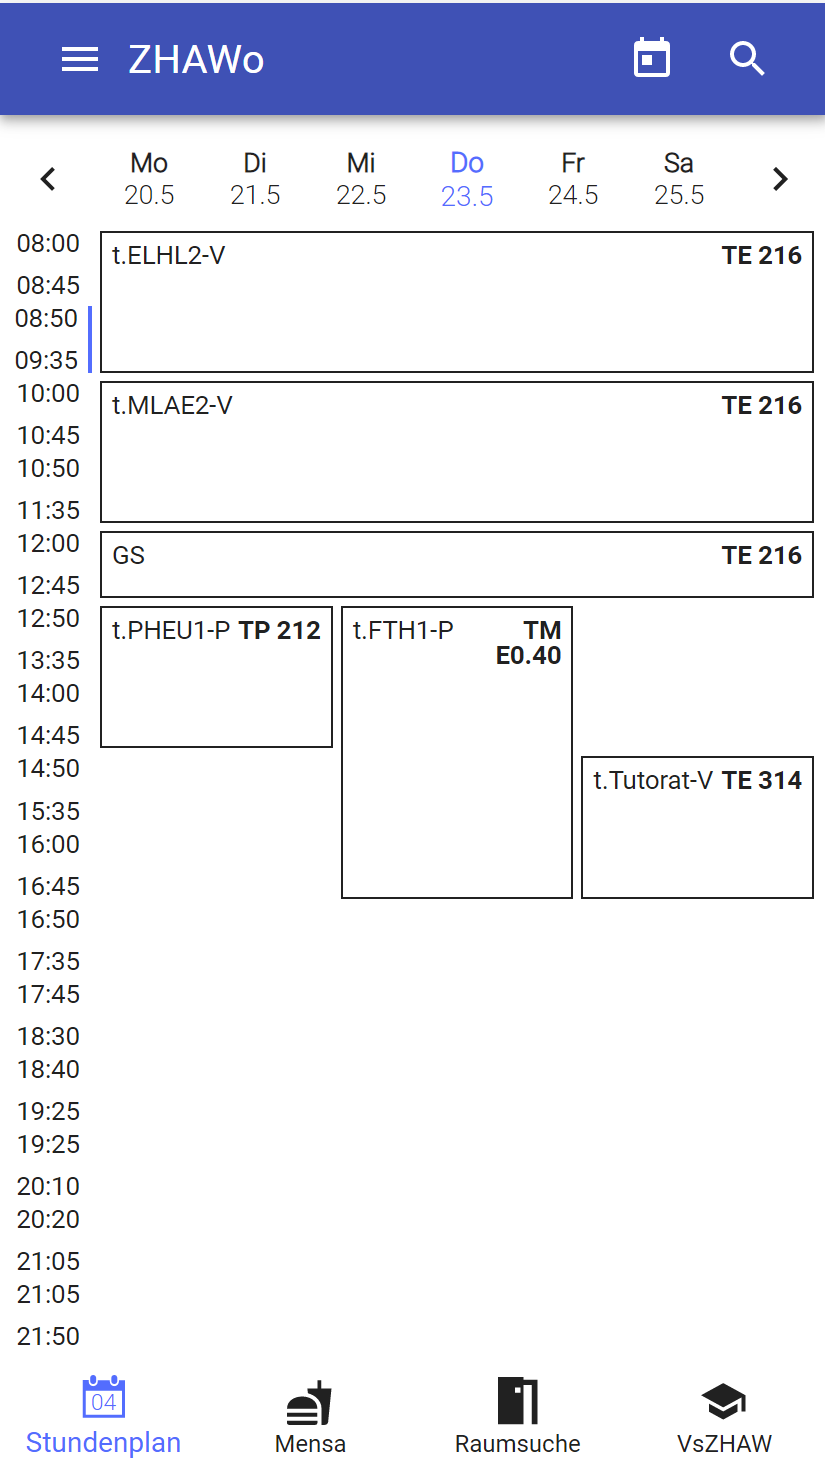 ZHAWo
Mo Di Mi Do Fr Sa
20.5 21.5 22.5 23.5 24.5 25.5
08:00 t.ELHL2-V TE 216
08:45
08:50
09:35
10:00 t.MLAE2-V TE 216
10:45
10:50
11:35
12:00 GS TE 216
12:45
12:50 t.PHEU1-P TP 212 t.FTH1-P TM
E0.40
13:35
14:00
14:45
14:50 t.Tutorat-V TE 314
15:35
16:00
16:45
16:50
17:35
17:45
18:30
18:40
19:25
19:25
20:10
20:20
21:05
21:05
21:50
04
Stundenplan Mensa Raumsuche VsZHAW